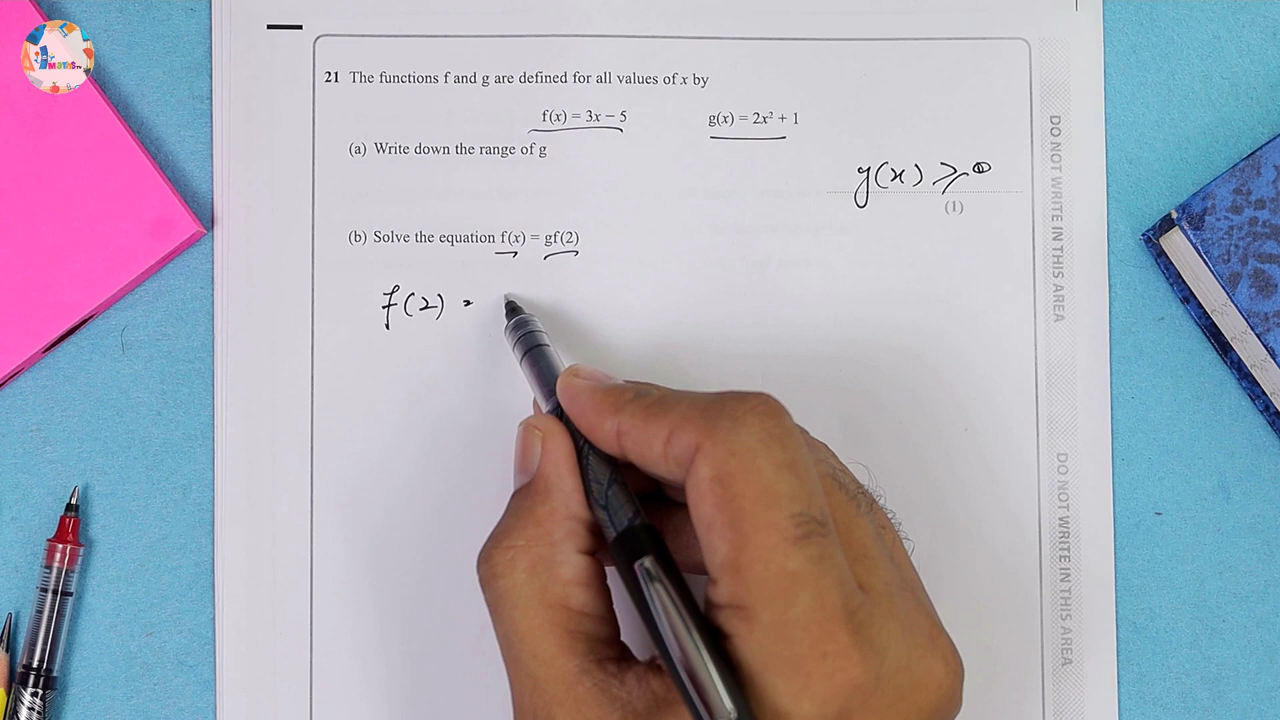 MATHSTV
21 The functions f and g are defined for all values of x by
f(x) = 3x − 5 g(x) = 2x² + 1
(a) Write down the range of g
g(x) ⩾ 1
(1)
(c) Solve the equation f(x) = gf(2)
f(2) =
DO NOT WRITE IN THIS AREA
DO NOT WRITE IN THIS AREA